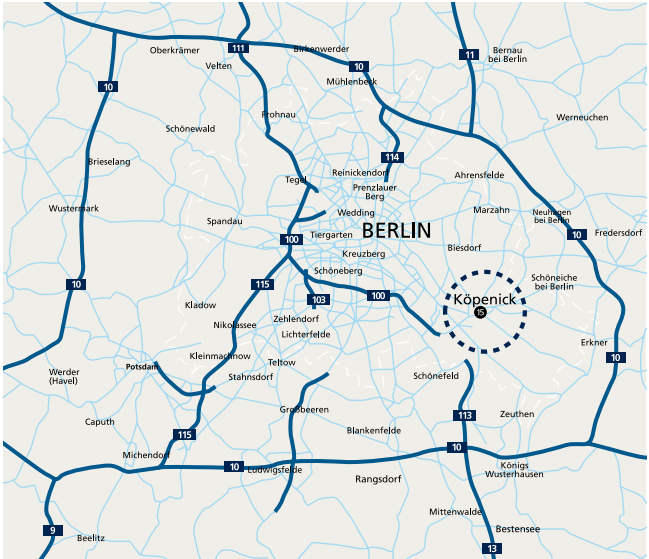 Oberkrämer
111
Birkenwerder
11
Bernau
bei Berlin
Velten
10
Mühlenbeck
10
Frohnau
Werneuchen
Schönewald
114
Brieselang
Reinickendorf
Ahrensfelde
Tegel
Prenzlauer
Berg
Wustermark
Wedding
Marzahn
Neuhagen
bei Berlin
Spandau
Tiergarten
BERLIN
10
Fredersdorf
100
Kreuzberg
Biesdorf
Schöneberg
10
115
Schöneiche
bei Berlin
103
100
Köpenick
15
Kladow
Zehlendorf
Nikolassee
Lichterfelde
Erkner
Kleinmachnow
10
Potsdam
Teltow
Werder
(Havel)
Stahnsdorf
Schönefeld
Großbeeren
113
Zeuthen
Caputh
Blankenfelde
115
10
Michendorf
10
Ludwigsfelde
Königs
Wusterhausen
Rangsdorf
Mittenwalde
9
Bestensee
Beelitz
13